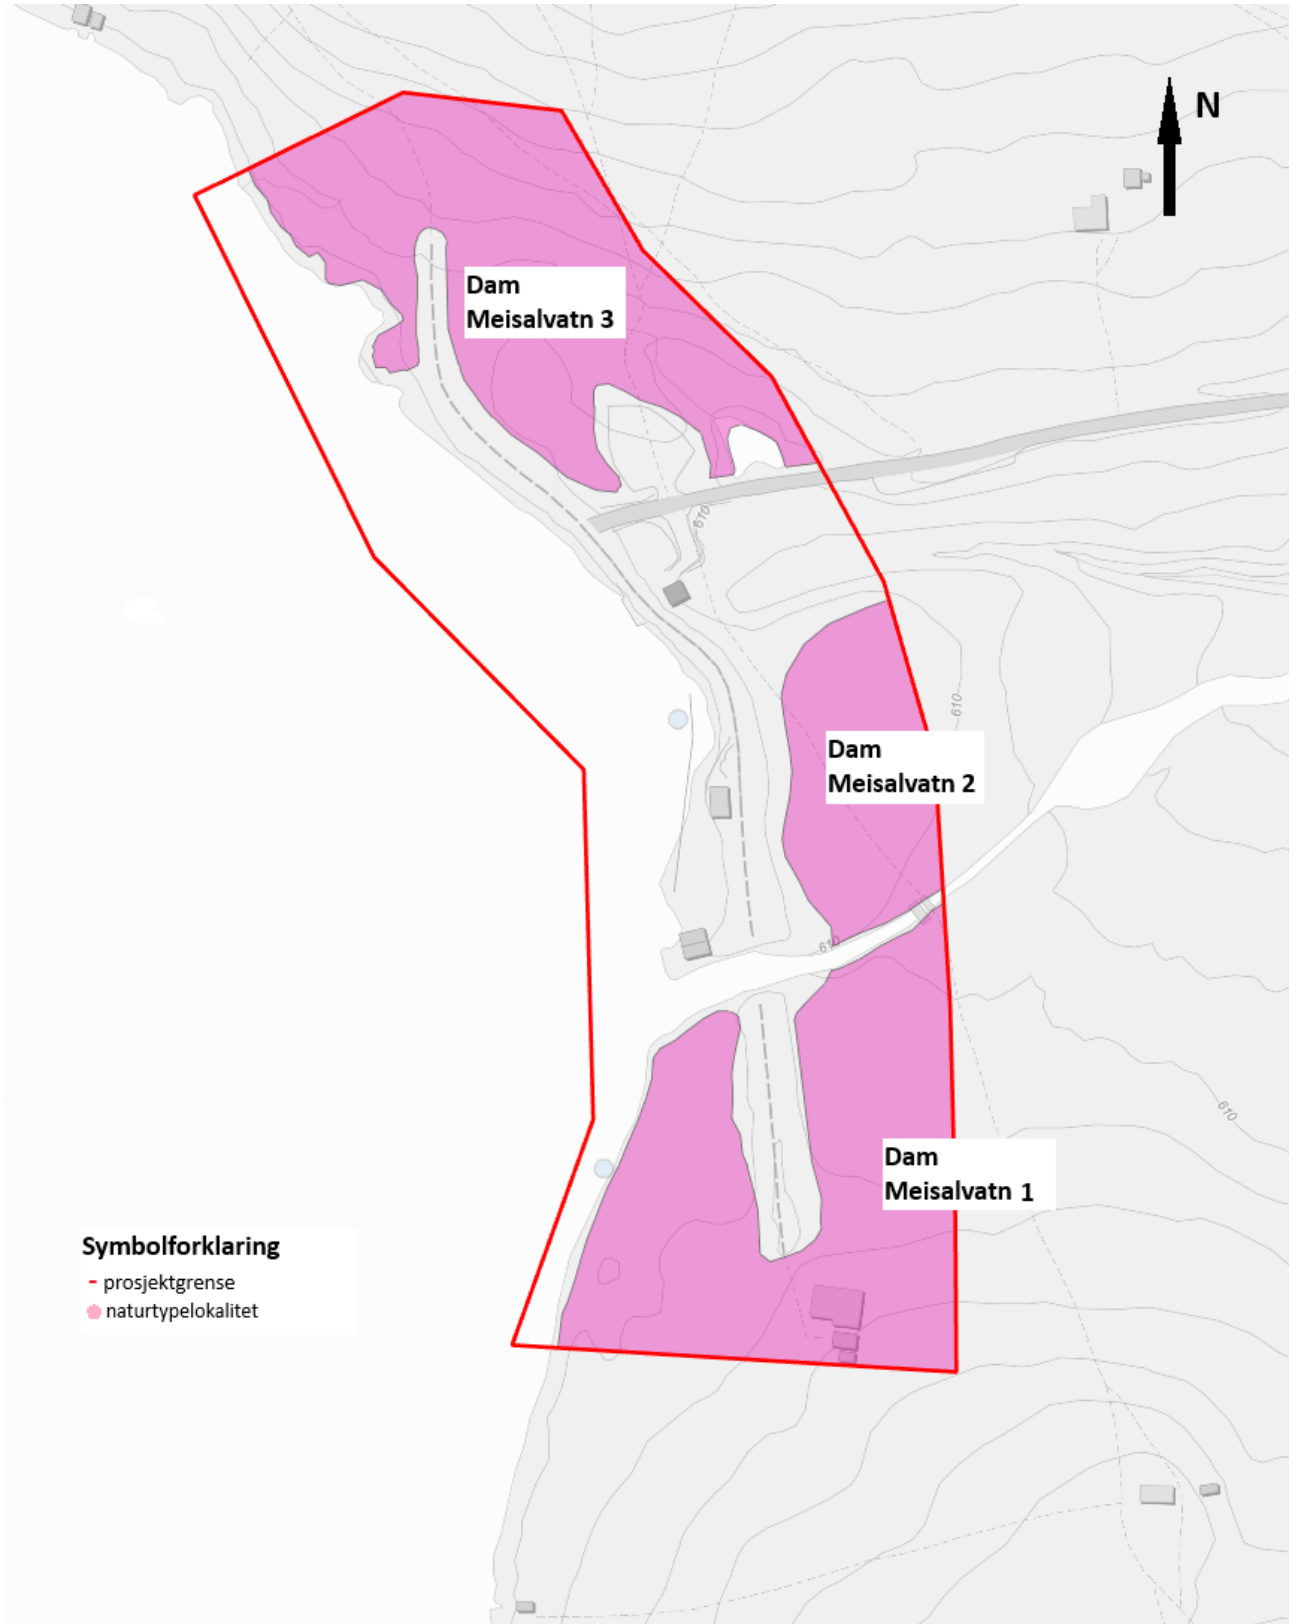 N
Dam
Meisalvatn 3
610
Dam
Meisalvatn 2
610
610
610
Dam
Meisalvatn 1
Symbolforklaring
prosjektgrense
naturtypelokalitet